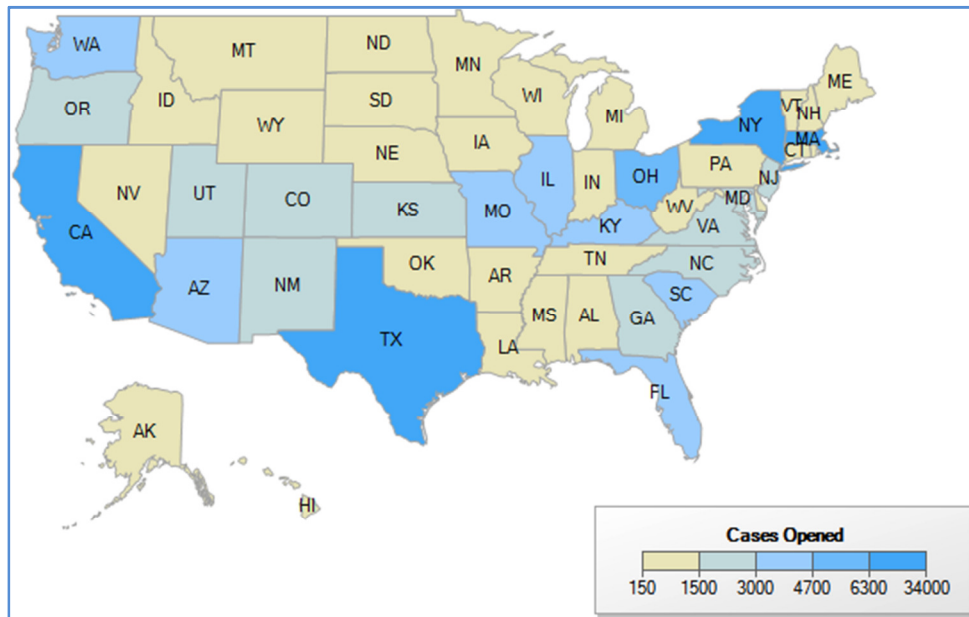 WA
MT
ND
MN
ME
OR
ID
SD
WI
MI
VT
NH
WY
NY
MA
IA
CT
NE
PA
NV
UT
CO
KS
MO
IL
IN
OH
NJ
MD
WV
VA
KY
CA
OK
TN
NC
AZ
NM
AR
SC
TX
MS
AL
GA
LA
FL
AK
HI
Cases Opened
150 1500 3000 4700 6300 34000